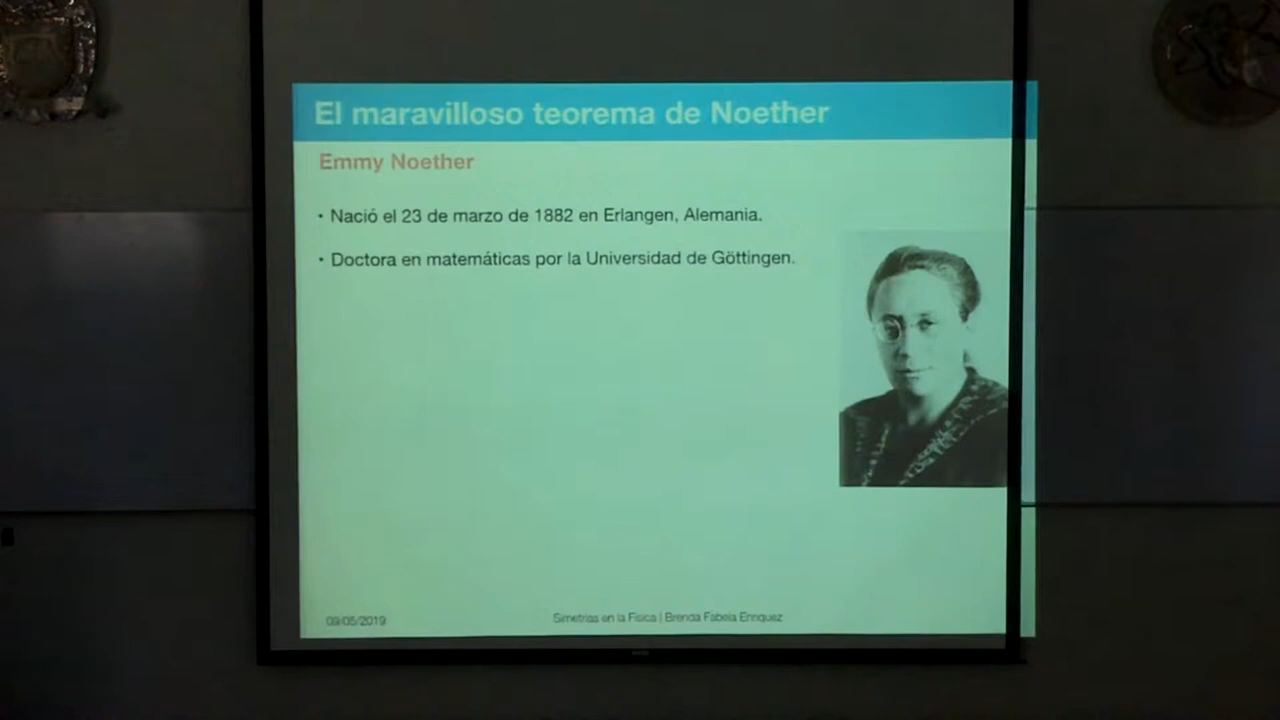 El maravilloso teorema de Noether
Emmy Noether
• Nació el 23 de marzo de 1882 en Erlangen, Alemania.
• Doctora en matemáticas por la Universidad de Göttingen.
09/05/2019
Simetrías en la Física | Brenda Fabela Enríquez